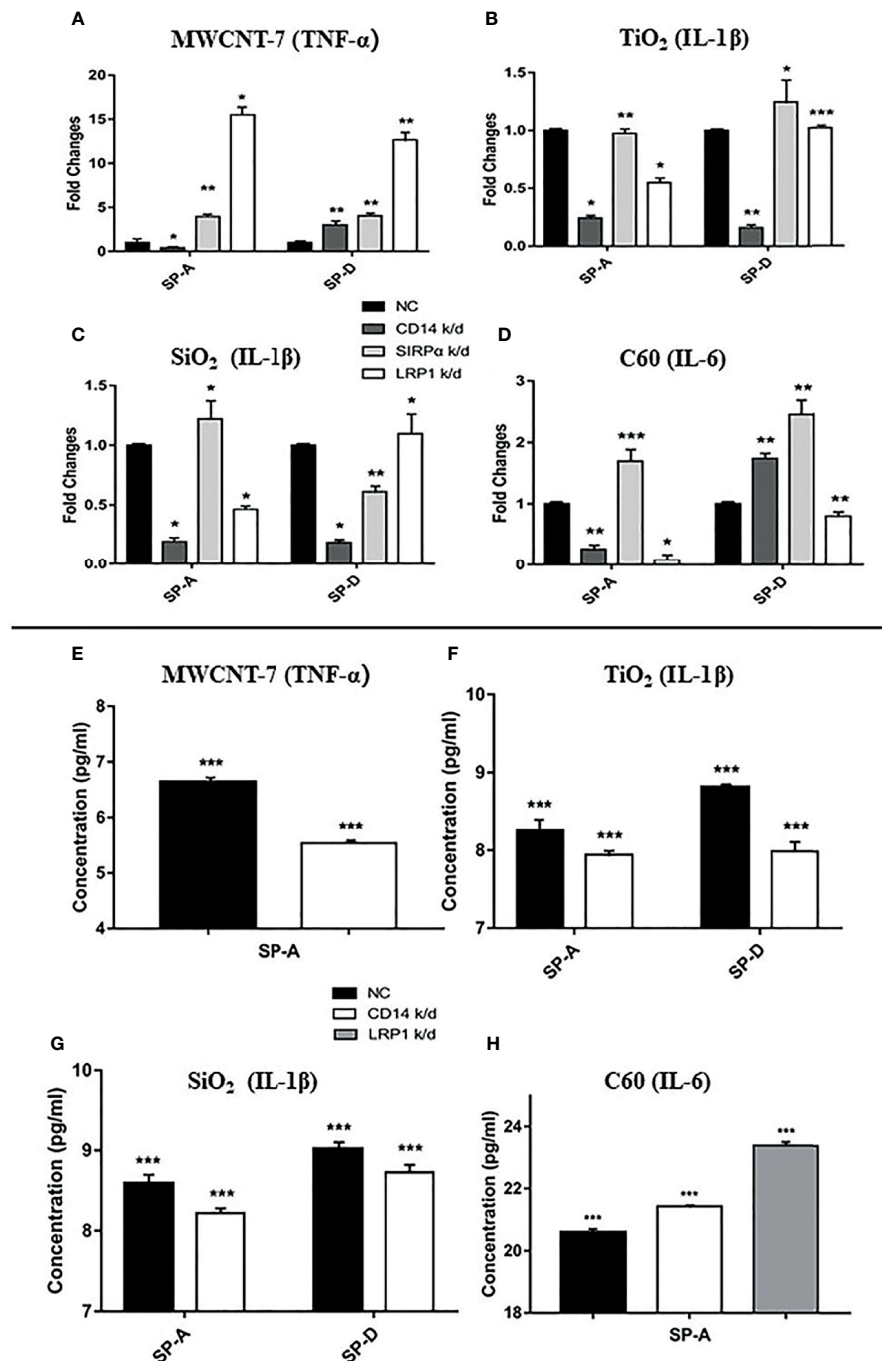 A
MWCNT-7 (TNF-α)
Fold Changes
20
15
10
5
0
*
**
*
**
**
**
SP-A
SP-D
B
TiO₂ (IL-1β)
Fold Changes
1.5
1.0
0.5
0.0
*
**
*
**
*
***
SP-A
SP-D
NC
CD14 k/d
SIRPα k/d
LRP1 k/d
C
SiO₂ (IL-1β)
Fold Changes
1.5
1.0
0.5
0.0
*
*
*
*
**
*
SP-A
SP-D
D
C60 (IL-6)
Fold Changes
3
2
1
0
**
***
*
**
**
**
SP-A
SP-D
E
MWCNT-7 (TNF-α)
Concentration (pg/ml)
8
7
6
5
4
***
***
SP-A
F
TiO₂ (IL-1β)
Concentration (pg/ml)
10
9
8
7
***
***
***
***
SP-A
SP-D
NC
CD14 k/d
LRP1 k/d
G
SiO₂ (IL-1β)
Concentration (pg/ml)
10
9
8
7
***
***
***
***
SP-A
SP-D
H
C60 (IL-6)
Concentration (pg/ml)
24
22
20
18
***
***
***
SP-A